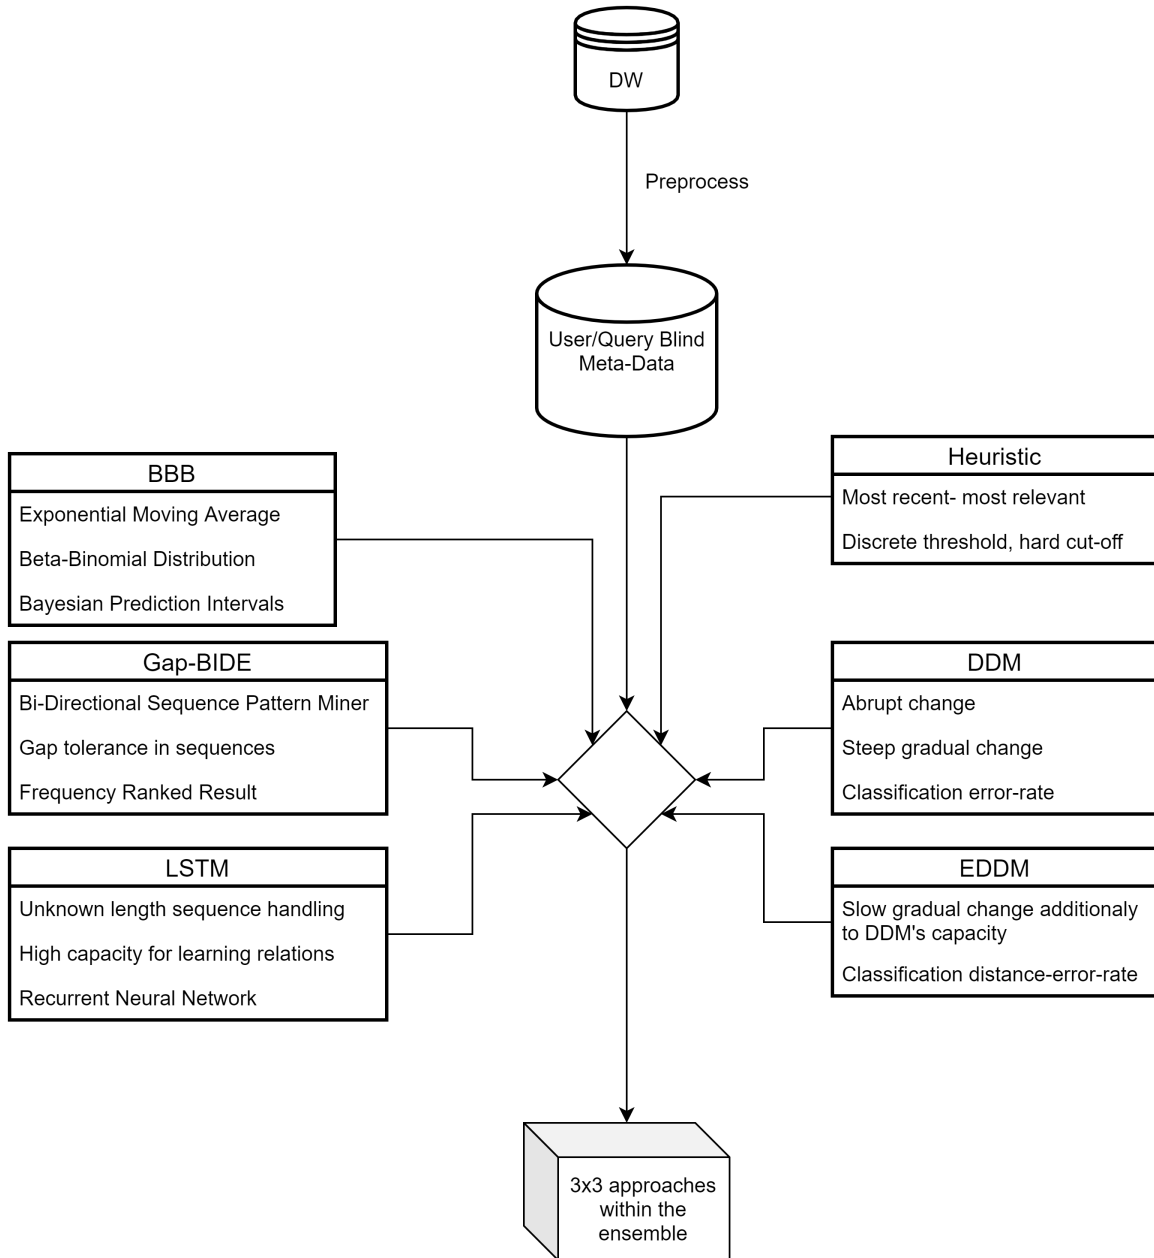 DW
Preprocess
User/Query Blind
Meta-Data
BBB
Exponential Moving Average
Beta-Binomial Distribution
Bayesian Prediction Intervals
Gap-BIDE
Bi-Directional Sequence Pattern Miner
Gap tolerance in sequences
Frequency Ranked Result
LSTM
Unknown length sequence handling
High capacity for learning relations
Recurrent Neural Network
Heuristic
Most recent- most relevant
Discrete threshold, hard cut-off
DDM
Abrupt change
Steep gradual change
Classification error-rate
EDDM
Slow gradual change additionaly
to DDM's capacity
Classification distance-error-rate
3x3 approaches
within the
ensemble